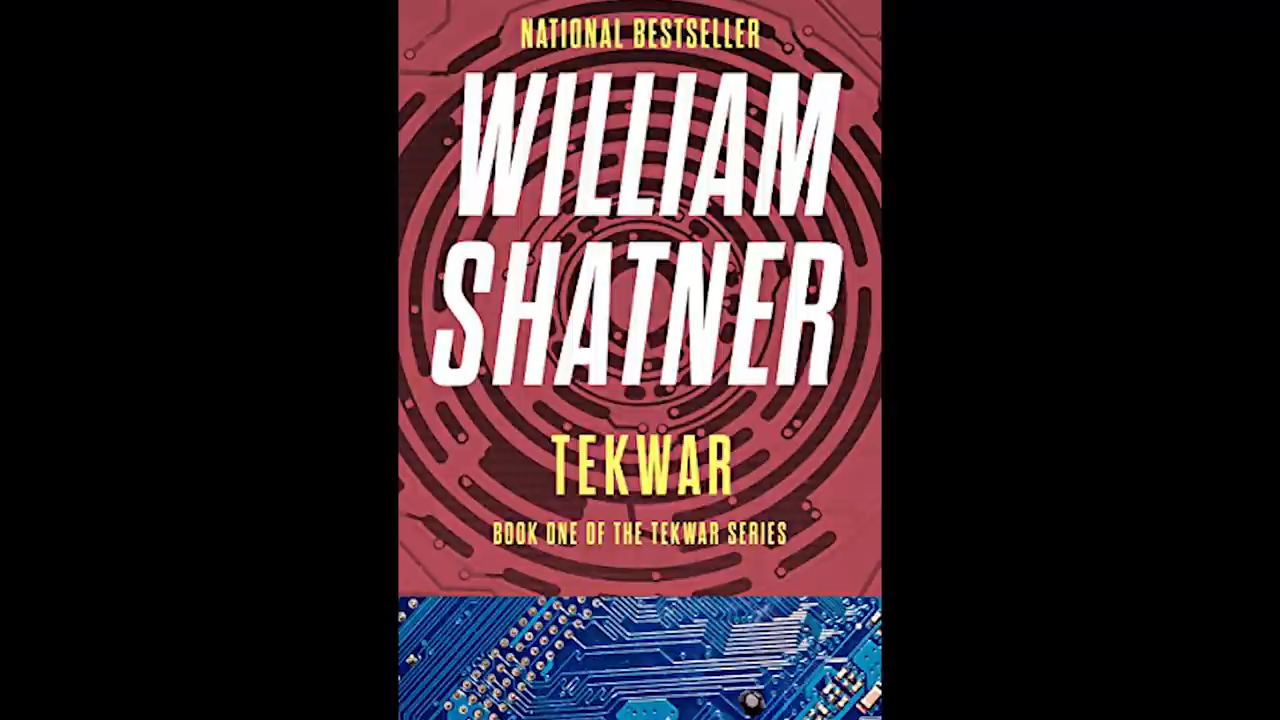 NATIONAL BESTSELLER
WILLIAM
SHATNER
TEKWAR
BOOK ONE OF THE TEKWAR SERIES